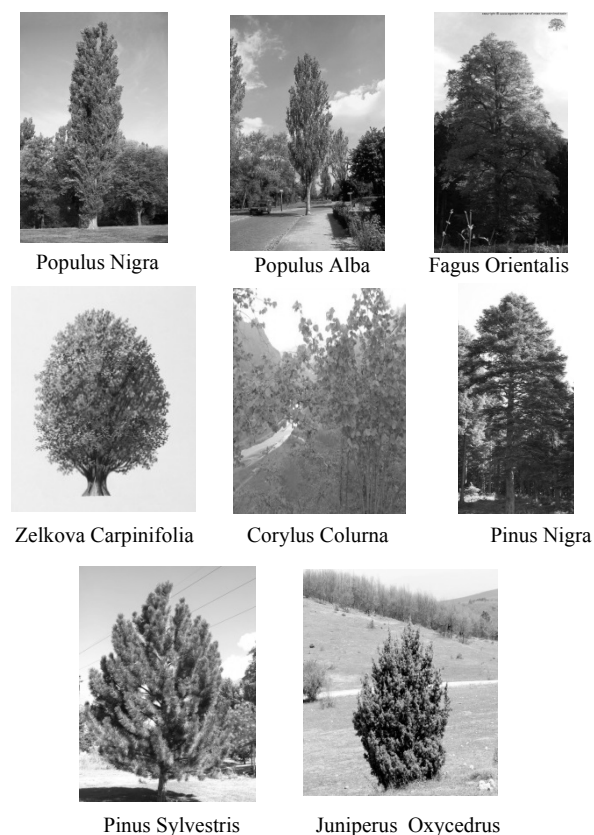 Populus Nigra
Populus Alba
Fagus Orientalis
Zelkova Carpinifolia
Corylus Colurna
Pinus Nigra
Pinus Sylvestris
Juniperus Oxycedrus